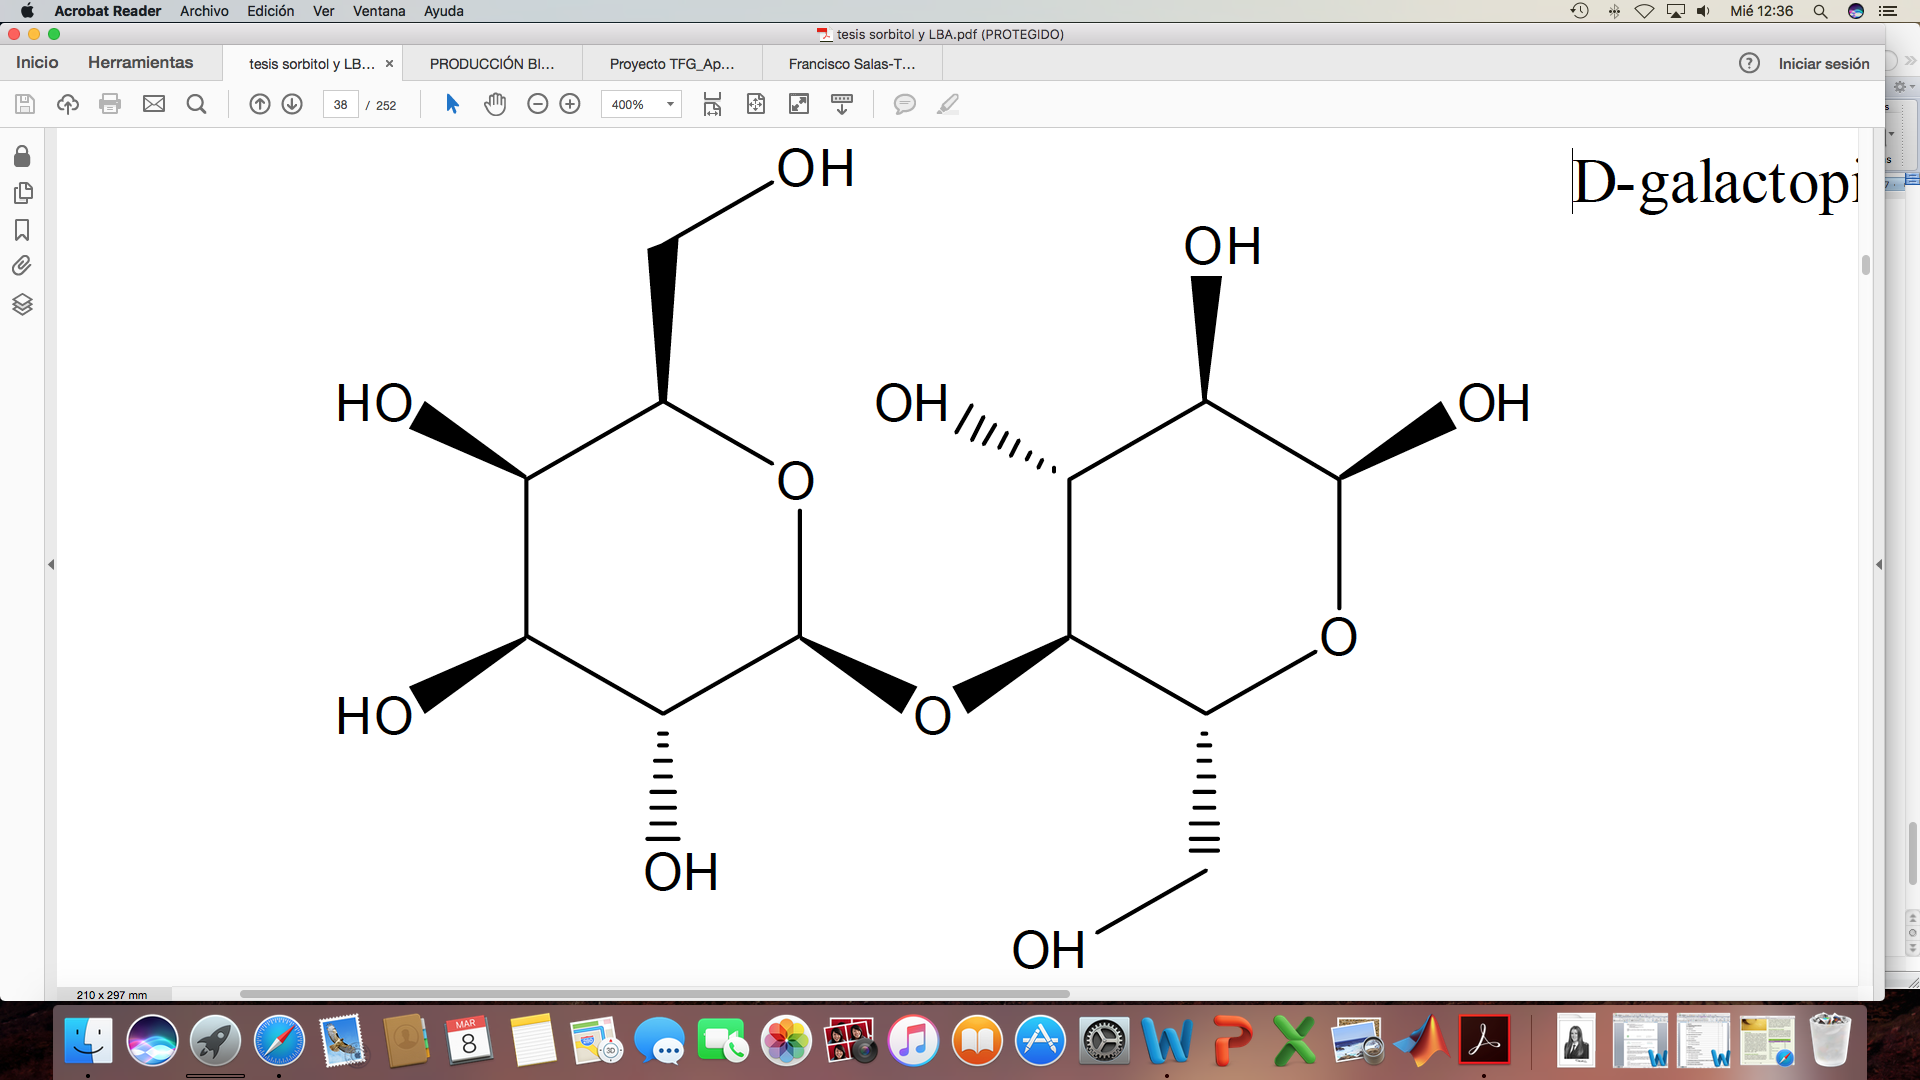 Acrobat Reader Archivo Edición Ver Ventana Ayuda Mié 12:36
tesis sorbitol y LBA.pdf (PROTEGIDO)
Inicio Herramientas tesis sorbitol y LB... × PRODUCCIÓN BI... Proyecto TFG_Ap... Francisco Salas-T... ? Iniciar sesión
38 / 252 400%
OH
D-galactopi
OH
HO OH OH
O
O
HO O
OH
OH
210 x 297 mm
MAR
8